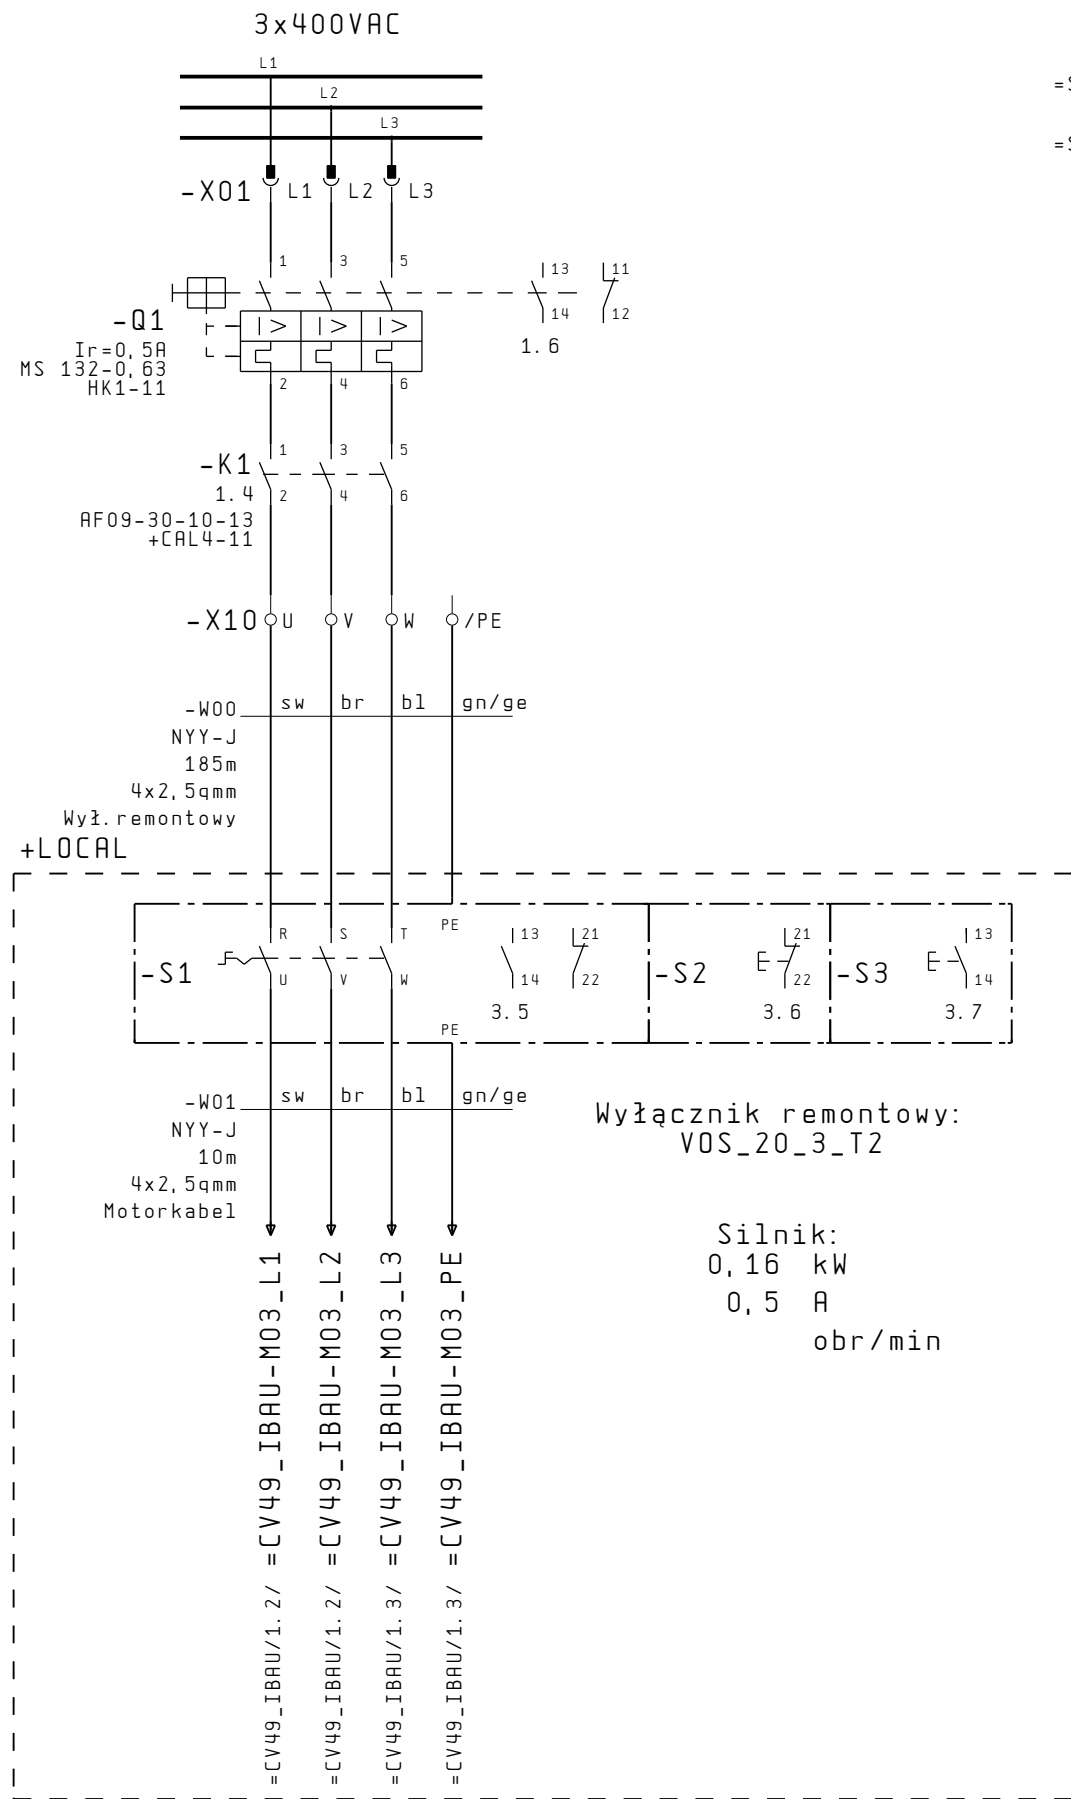 3x400VAC
L1
L2
L3
=S
=S
-X01 L1 L2 L3
1 3 5 13 11
14 12
-Q1
1.6
Ir=0,5A
MS 132-0,63
HK1-11
I> I> I>
2 4 6
1 3 5
-K1
1.4 2 4 6
AF09-30-10-13
+CAL4-11
-X10 U V W /PE
-W00 sw br bl gn/ge
NYY-J
185m
4x2,5qmm
Wył.remontowy
+LOCAL
R S T PE 13 21 21 13
-S1 -S2 -S3
U V W 14 22 22 14
3.5 3.6 3.7
PE
-W01 sw br bl gn/ge
NYY-J
10m
4x2,5qmm
Motorkabel
Wyłącznik remontowy:
VOS_20_3_T2
Silnik:
0,16 kW
0,5 A
obr/min
=CV49_IBAU/1.2/ =CV49_IBAU-M03_L1
=CV49_IBAU/1.2/ =CV49_IBAU-M03_L2
=CV49_IBAU/1.3/ =CV49_IBAU-M03_L3
=CV49_IBAU/1.3/ =CV49_IBAU-M03_PE